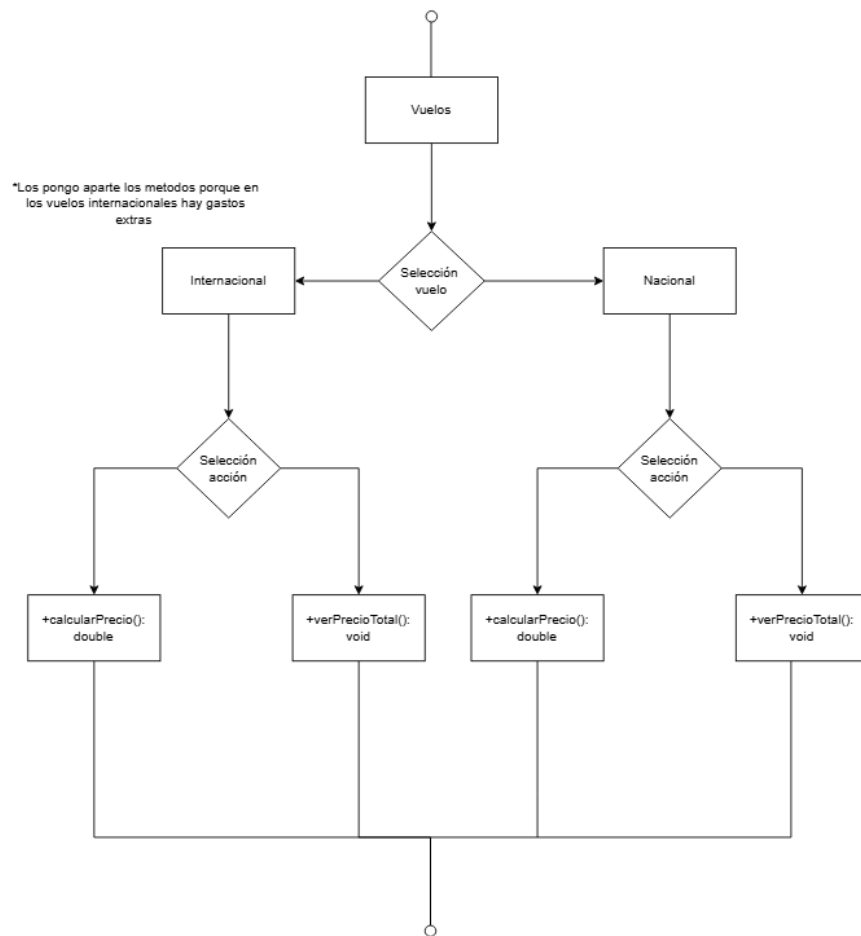 Vuelos
*Los pongo aparte los metodos porque en
los vuelos internacionales hay gastos
extras
Internacional
Selección
vuelo
Nacional
Selección
acción
Selección
acción
+calcularPrecio():
double
+verPrecioTotal():
void
+calcularPrecio():
double
+verPrecioTotal():
void